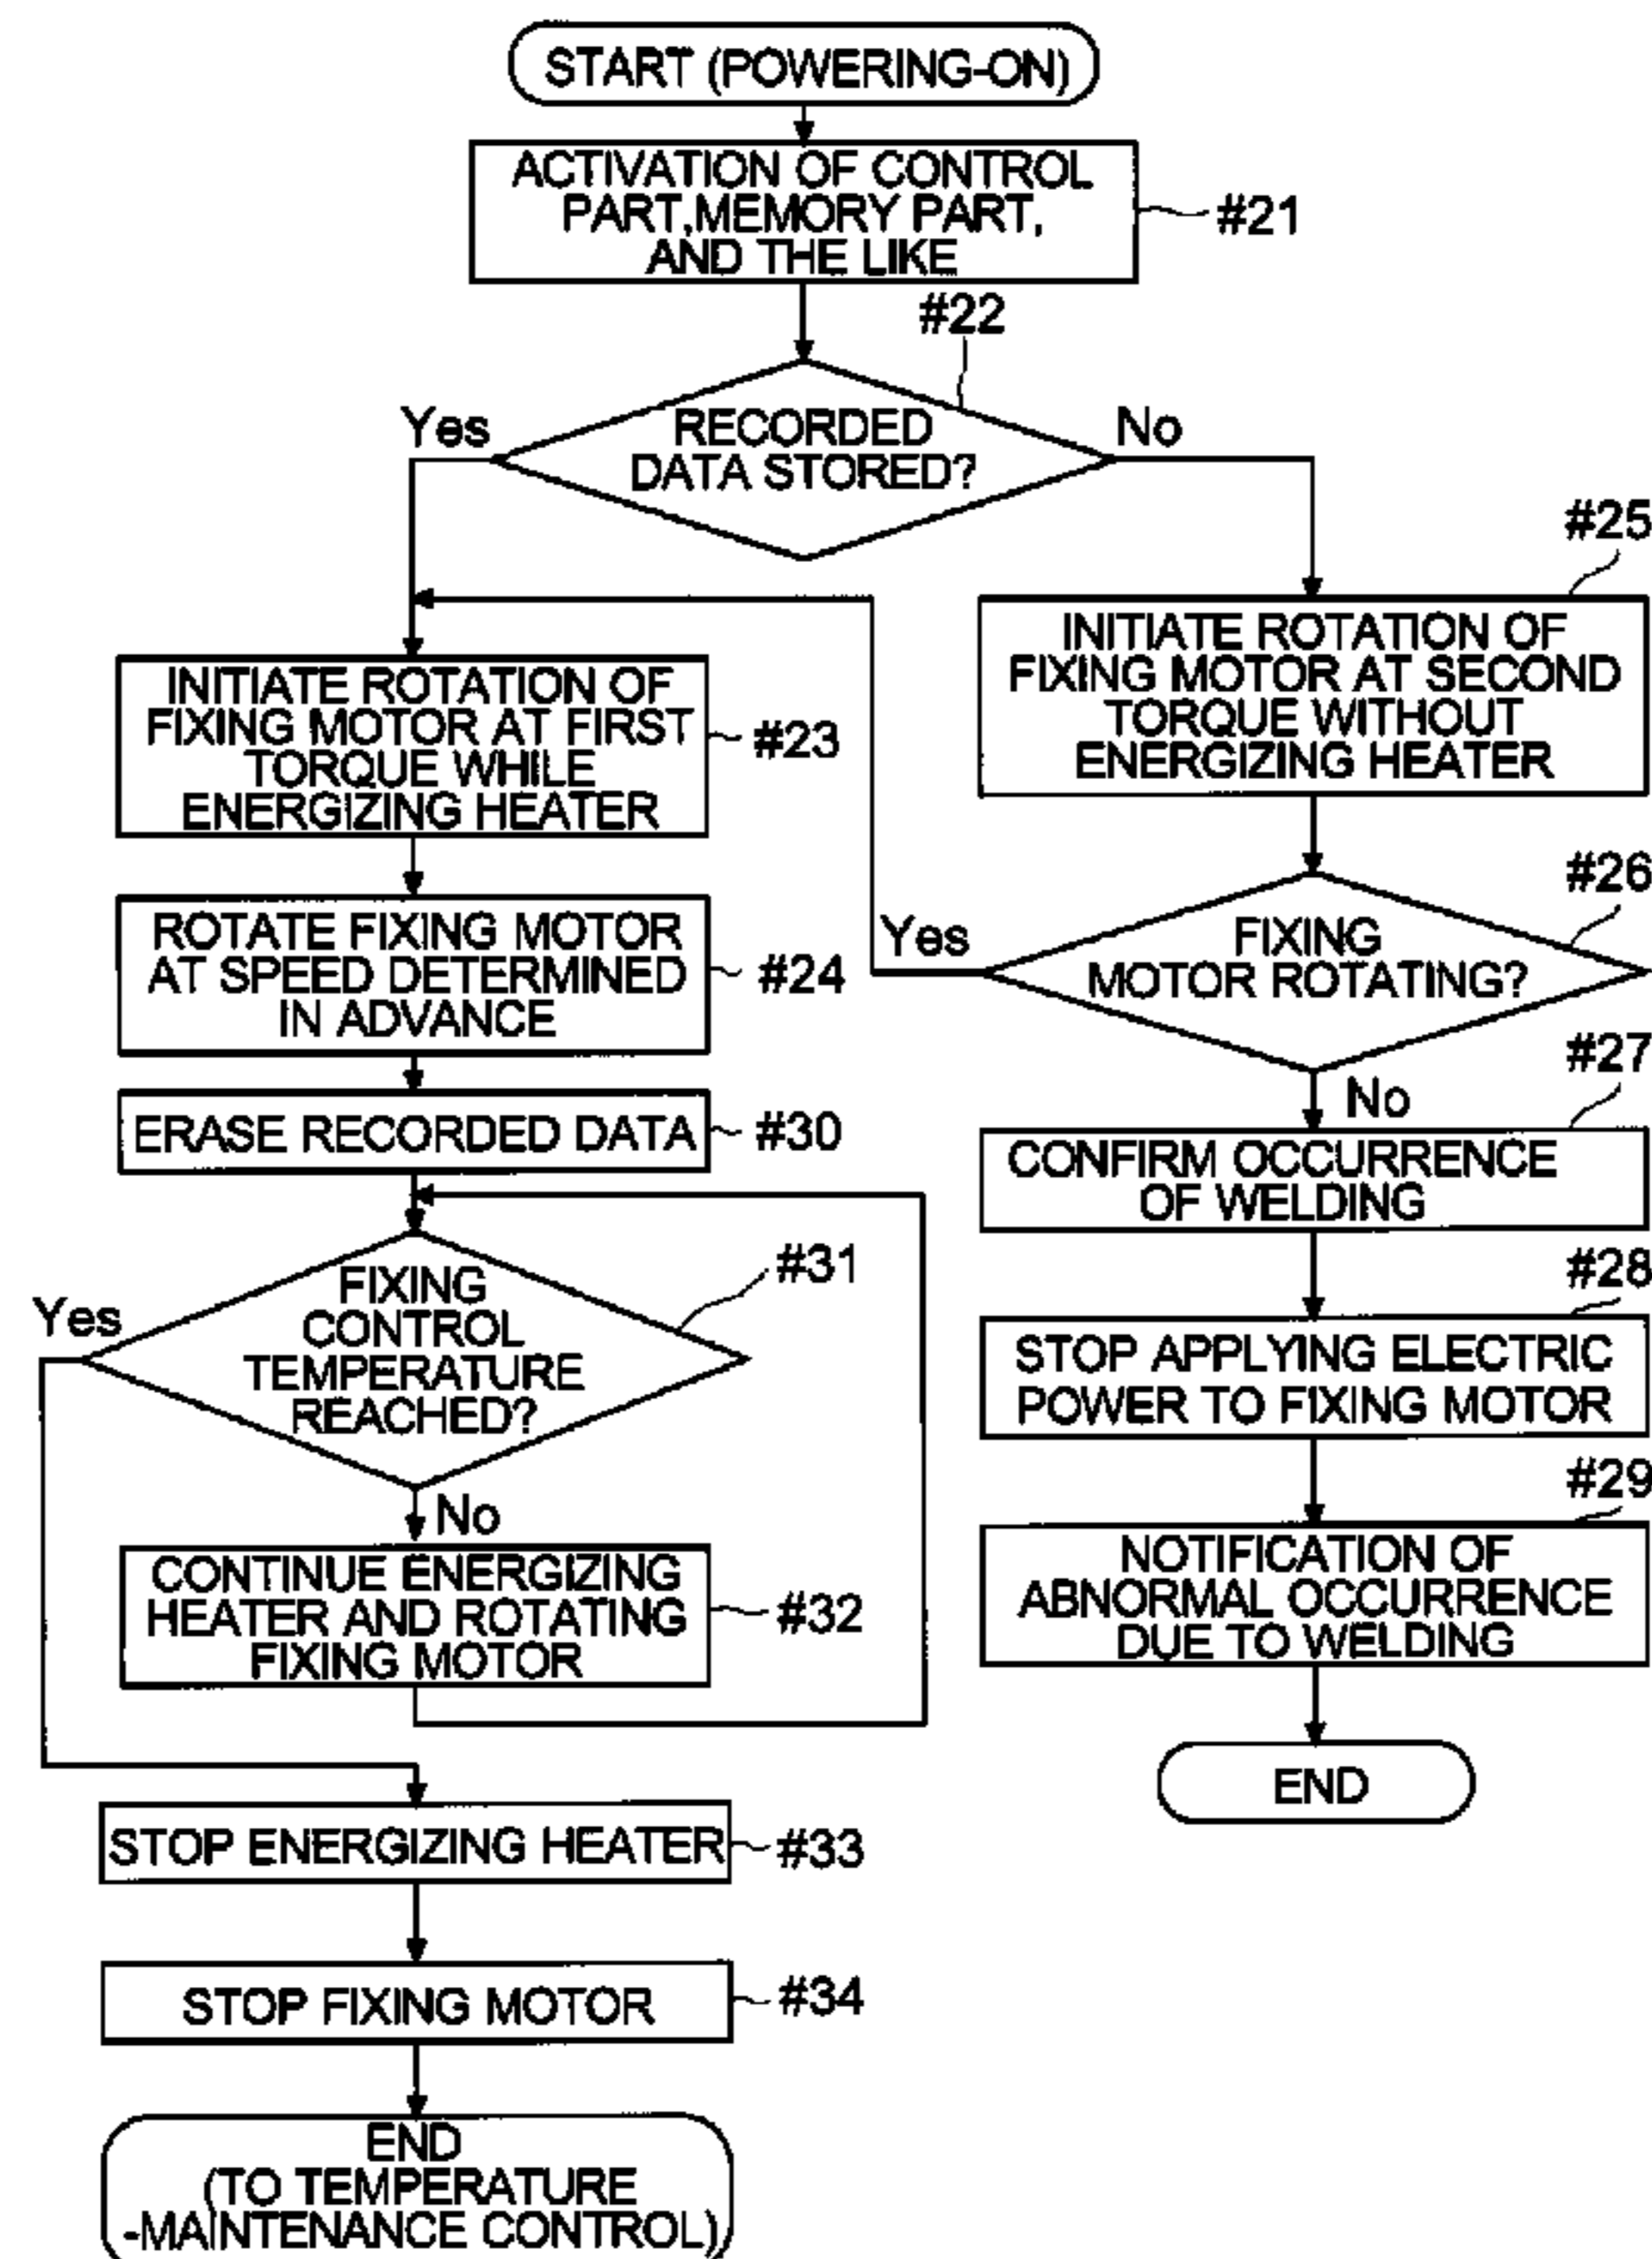 START (POWERING-ON)
ACTIVATION OF CONTROL
PART,MEMORY PART,
AND THE LIKE
#21
#22
RECORDED
DATA STORED?
Yes
No
#25
INITIATE ROTATION OF
FIXING MOTOR AT SECOND
TORQUE WITHOUT
ENERGIZING HEATER
INITIATE ROTATION OF
FIXING MOTOR AT FIRST
TORQUE WHILE
ENERGIZING HEATER
#23
#26
FIXING
MOTOR ROTATING?
Yes
No
ROTATE FIXING MOTOR
AT SPEED DETERMINED
IN ADVANCE
#24
#27
CONFIRM OCCURRENCE
OF WELDING
ERASE RECORDED DATA
#30
#28
STOP APPLYING ELECTRIC
POWER TO FIXING MOTOR
#31
FIXING
CONTROL
TEMPERATURE
REACHED?
Yes
No
#29
NOTIFICATION OF
ABNORMAL OCCURRENCE
DUE TO WELDING
CONTINUE ENERGIZING
HEATER AND ROTATING
FIXING MOTOR
#32
END
STOP ENERGIZING HEATER
#33
STOP FIXING MOTOR
#34
END
(TO TEMPERATURE
-MAINTENANCE CONTROL)